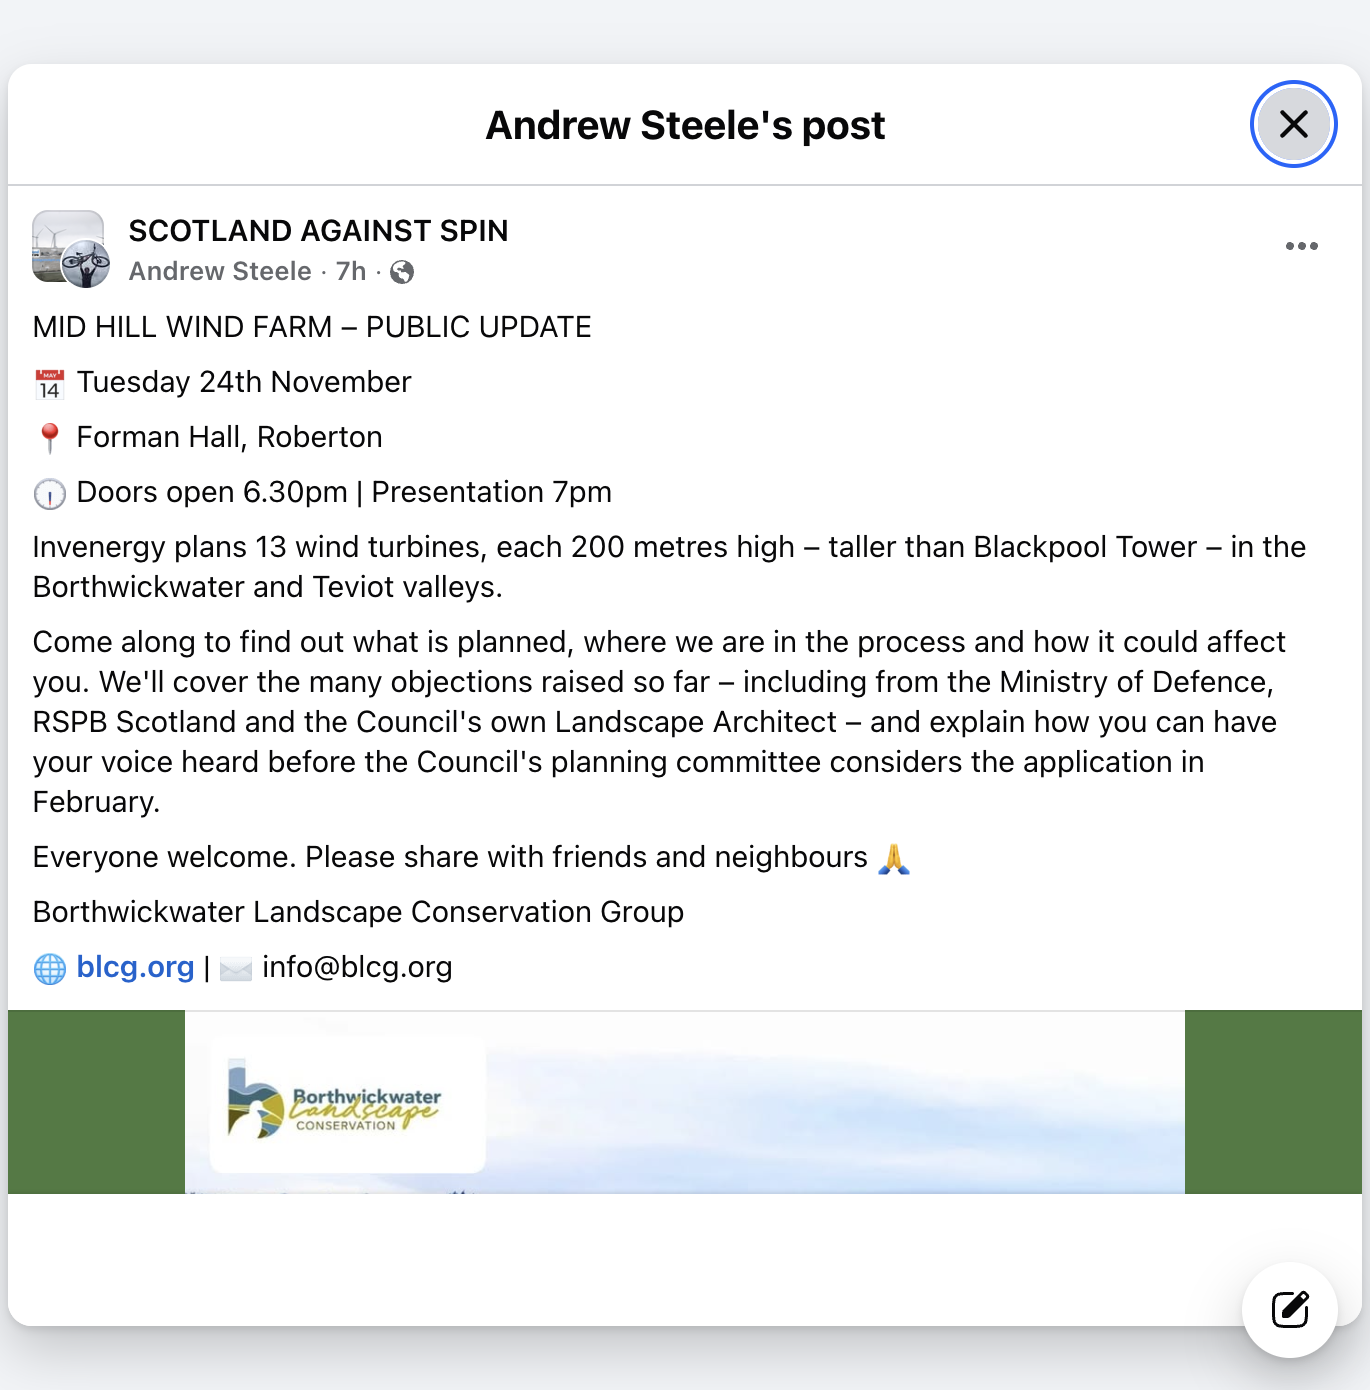 Andrew Steele's post
SCOTLAND AGAINST SPIN
Andrew Steele · 7h ·
MID HILL WIND FARM – PUBLIC UPDATE
MAY 14 Tuesday 24th November
Forman Hall, Roberton
Doors open 6.30pm | Presentation 7pm
Invenergy plans 13 wind turbines, each 200 metres high – taller than Blackpool Tower – in the
Borthwickwater and Teviot valleys.
Come along to find out what is planned, where we are in the process and how it could affect
you. We'll cover the many objections raised so far – including from the Ministry of Defence,
RSPB Scotland and the Council's own Landscape Architect – and explain how you can have
your voice heard before the Council's planning committee considers the application in
February.
Everyone welcome. Please share with friends and neighbours 🙏
Borthwickwater Landscape Conservation Group
blcg.org | info@blcg.org
Borthwickwater
Landscape
CONSERVATION